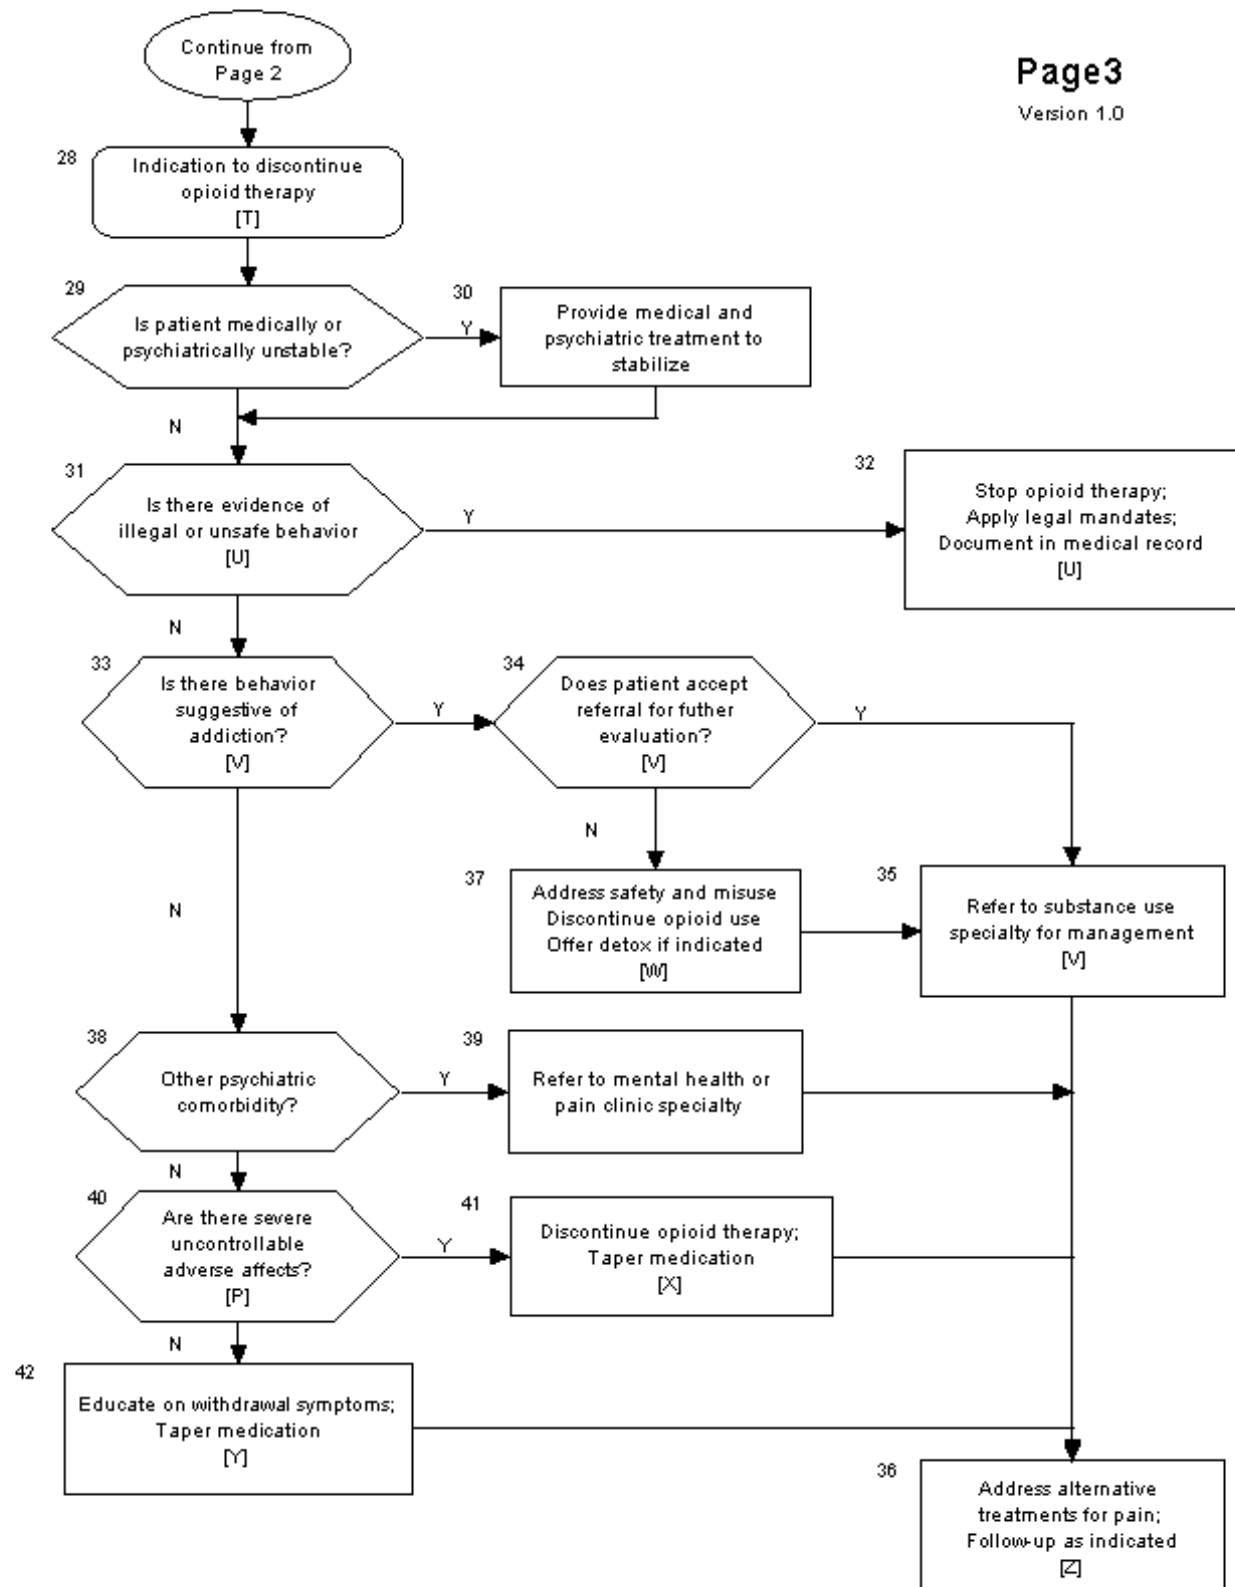 Continue from
Page 2
Page3
Version 1.0
28
Indication to discontinue
opioid therapy
[T]
29
Is patient medically or
psychiatrically unstable?
Y
30
Provide medical and
psychiatric treatment to
stabilize
N
31
Is there evidence of
illegal or unsafe behavior
[U]
Y
32
Stop opioid therapy;
Apply legal mandates;
Document in medical record
[U]
N
33
Is there behavior
suggestive of
addiction?
[V]
Y
34
Does patient accept
referral for futher
evaluation?
[V]
Y
N
37
Address safety and misuse
Discontinue opioid use
Offer detox if indicated
[W]
35
Refer to substance use
specialty for management
[V]
N
38
Other psychiatric
comorbidity?
Y
39
Refer to mental health or
pain clinic specialty
N
40
Are there severe
uncontrollable
adverse affects?
[P]
Y
41
Discontinue opioid therapy;
Taper medication
[X]
N
42
Educate on withdrawal symptoms;
Taper medication
[Y]
36
Address alternative
treatments for pain;
Follow-up as indicated
[Z]